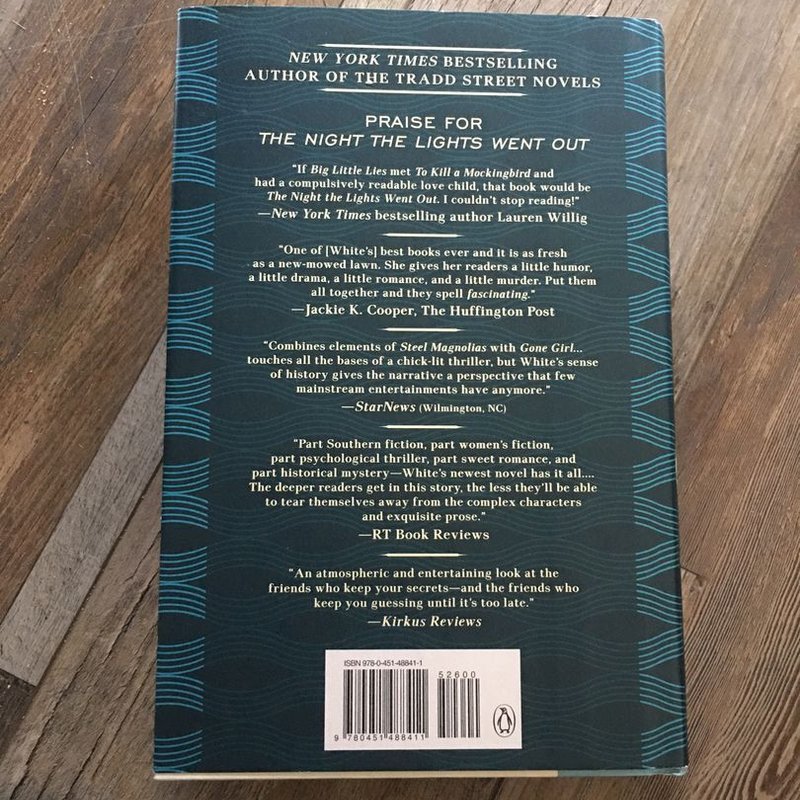 NEW YORK TIMES BESTSELLING
AUTHOR OF THE TRADD STREET NOVELS
PRAISE FOR
THE NIGHT THE LIGHTS WENT OUT
"If Big Little Lies met To Kill a Mockingbird and
had a compulsively readable love child, that book would be
The Night the Lights Went Out. I couldn't stop reading!"
—New York Times bestselling author Lauren Willig
"One of [White's] best books ever and it is as fresh
as a new-mowed lawn. She gives her readers a little humor,
a little drama, a little romance, and a little murder. Put them
all together and they spell fascinating."
—Jackie K. Cooper, The Huffington Post
"Combines elements of Steel Magnolias with Gone Girl...
touches all the bases of a chick-lit thriller, but White's sense
of history gives the narrative a perspective that few
mainstream entertainments have anymore."
—StarNews (Wilmington, NC)
"Part Southern fiction, part women's fiction,
part psychological thriller, part sweet romance, and
part historical mystery—White's newest novel has it all....
The deeper readers get in this story, the less they'll be able
to tear themselves away from the complex characters
and exquisite prose."
—RT Book Reviews
"An atmospheric and entertaining look at the
friends who keep your secrets—and the friends who
keep you guessing until it's too late."
—Kirkus Reviews
ISBN 978-0-451-48841-1
52600
9 780451 488411